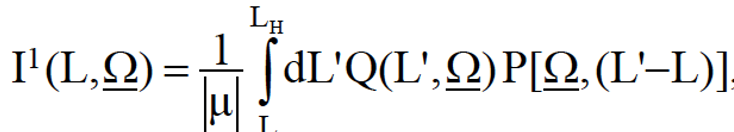 I¹(L,Ω̲) = 1/|μ| ∫_L^{L_H} dL'Q(L',Ω̲)P[Ω̲,(L'−L)],